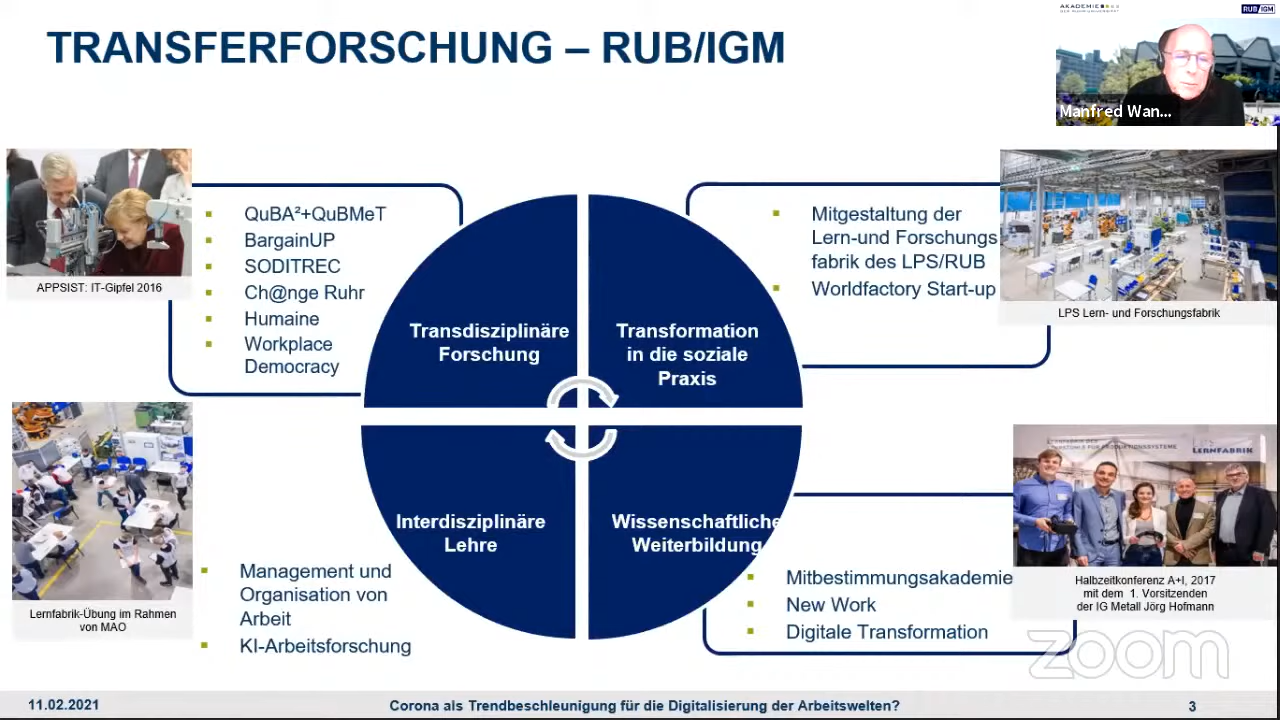 TRANSFERFORSCHUNG – RUB/IGM
AKADEMIE
RUB/IGM
Manfred Wan...
APPSIST: IT-Gipfel 2016
QuBA²+QuBMeT
BargainUP
SODITREC
Ch@nge Ruhr
Humaine
Workplace
Democracy
Transdisziplinäre
Forschung
Transformation
in die soziale
Praxis
Mitgestaltung der
Lern-und Forschungs
fabrik des LPS/RUB
Worldfactory Start-up
LPS Lern- und Forschungsfabrik
Lernfabrik-Übung im Rahmen
von MAO
Interdisziplinäre
Lehre
Management und
Organisation von
Arbeit
KI-Arbeitsforschung
Wissenschaftliche
Weiterbildung
Mitbestimmungsakademie
New Work
Digitale Transformation
LERNFABRIK
Halbzeitkonferenz A+I, 2017
mit dem 1. Vorsitzenden
der IG Metall Jörg Hofmann
zoom
11.02.2021
Corona als Trendbeschleunigung für die Digitalisierung der Arbeitswelten?
3